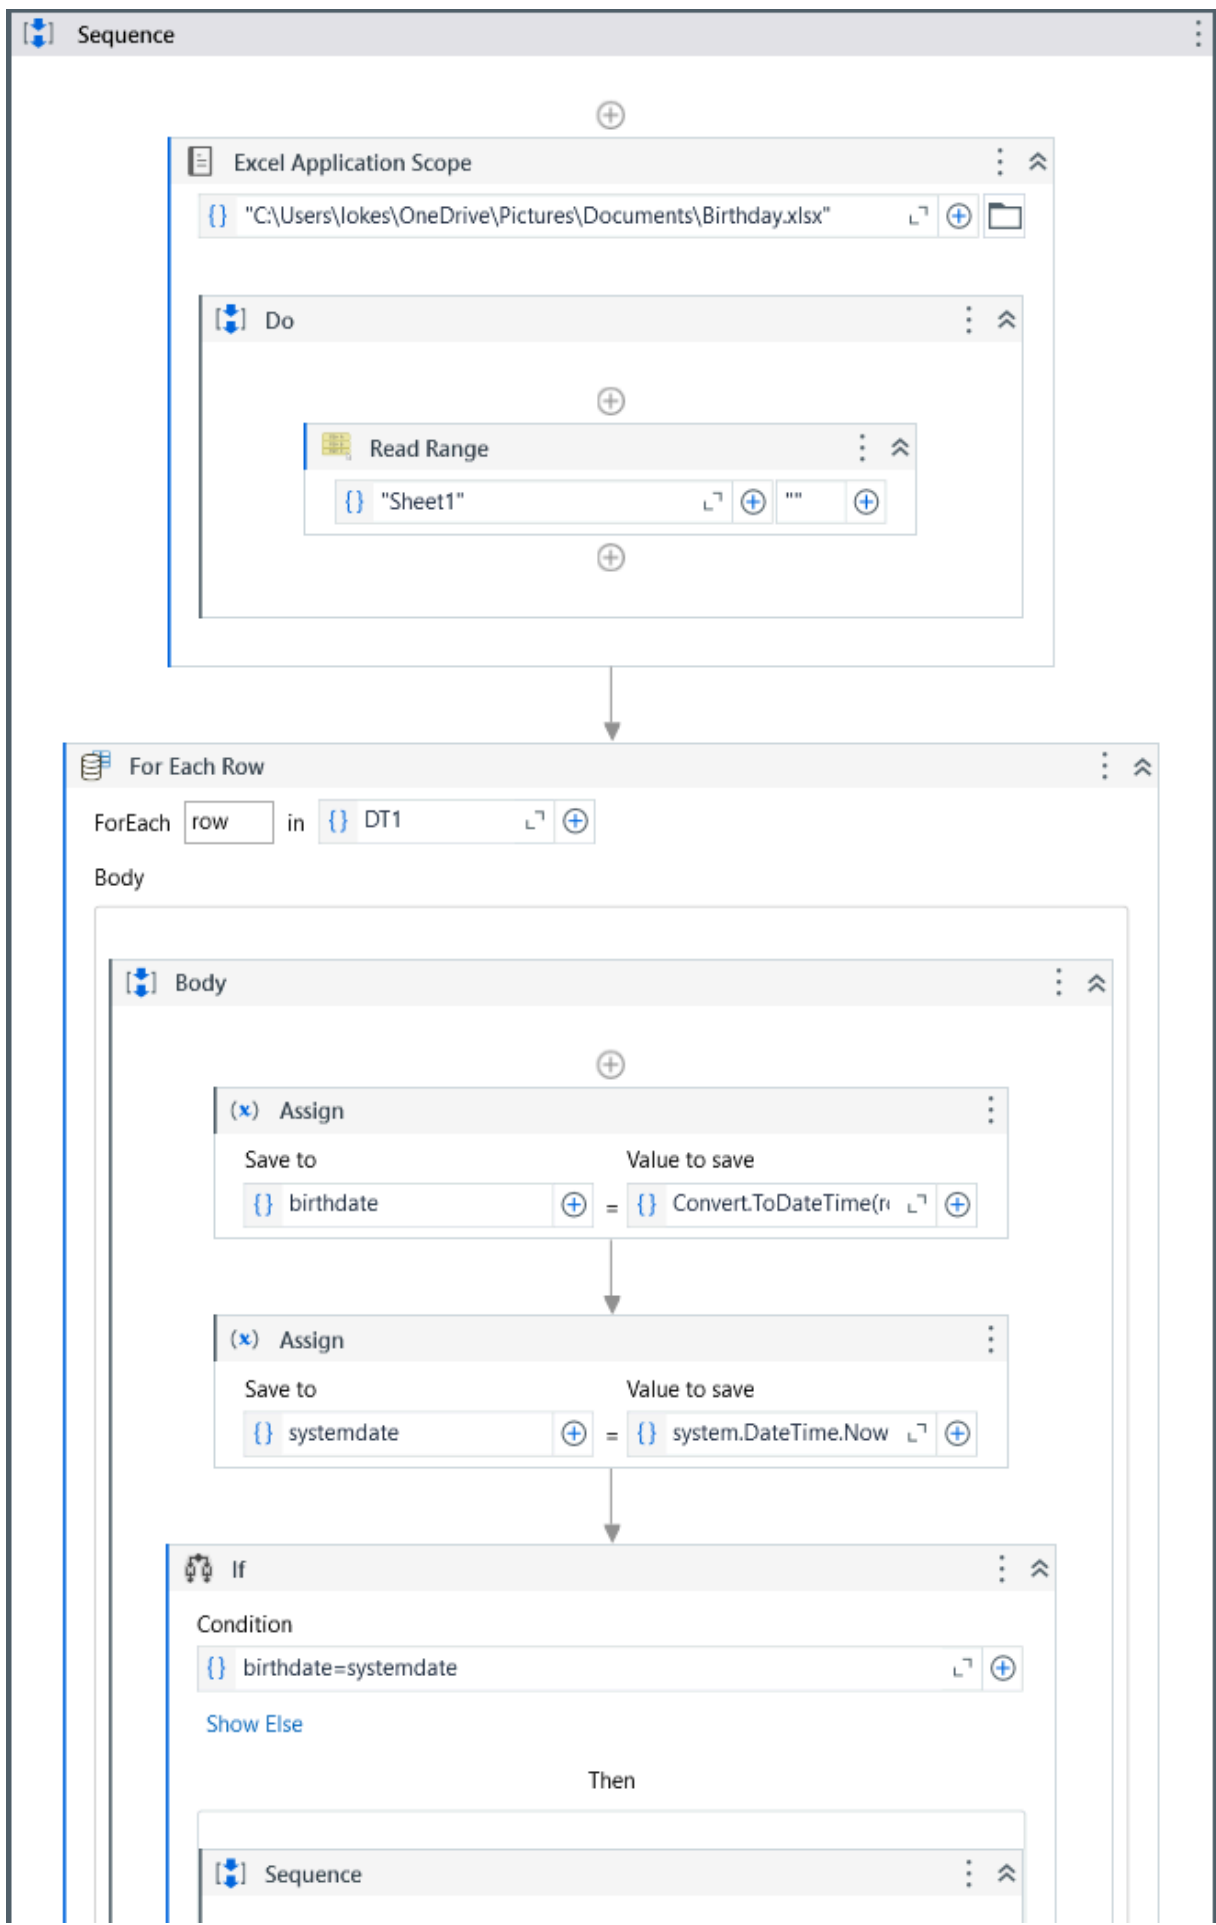 Sequence
Excel Application Scope
{} "C:\Users\lokes\OneDrive\Pictures\Documents\Birthday.xlsx"
Do
Read Range
{} "Sheet1" ""
For Each Row
ForEach row in {} DT1
Body
Body
(x) Assign
Save to Value to save
{} birthdate = {} Convert.ToDateTime(r
(x) Assign
Save to Value to save
{} systemdate = {} system.DateTime.Now
If
Condition
{} birthdate=systemdate
Show Else
Then
Sequence